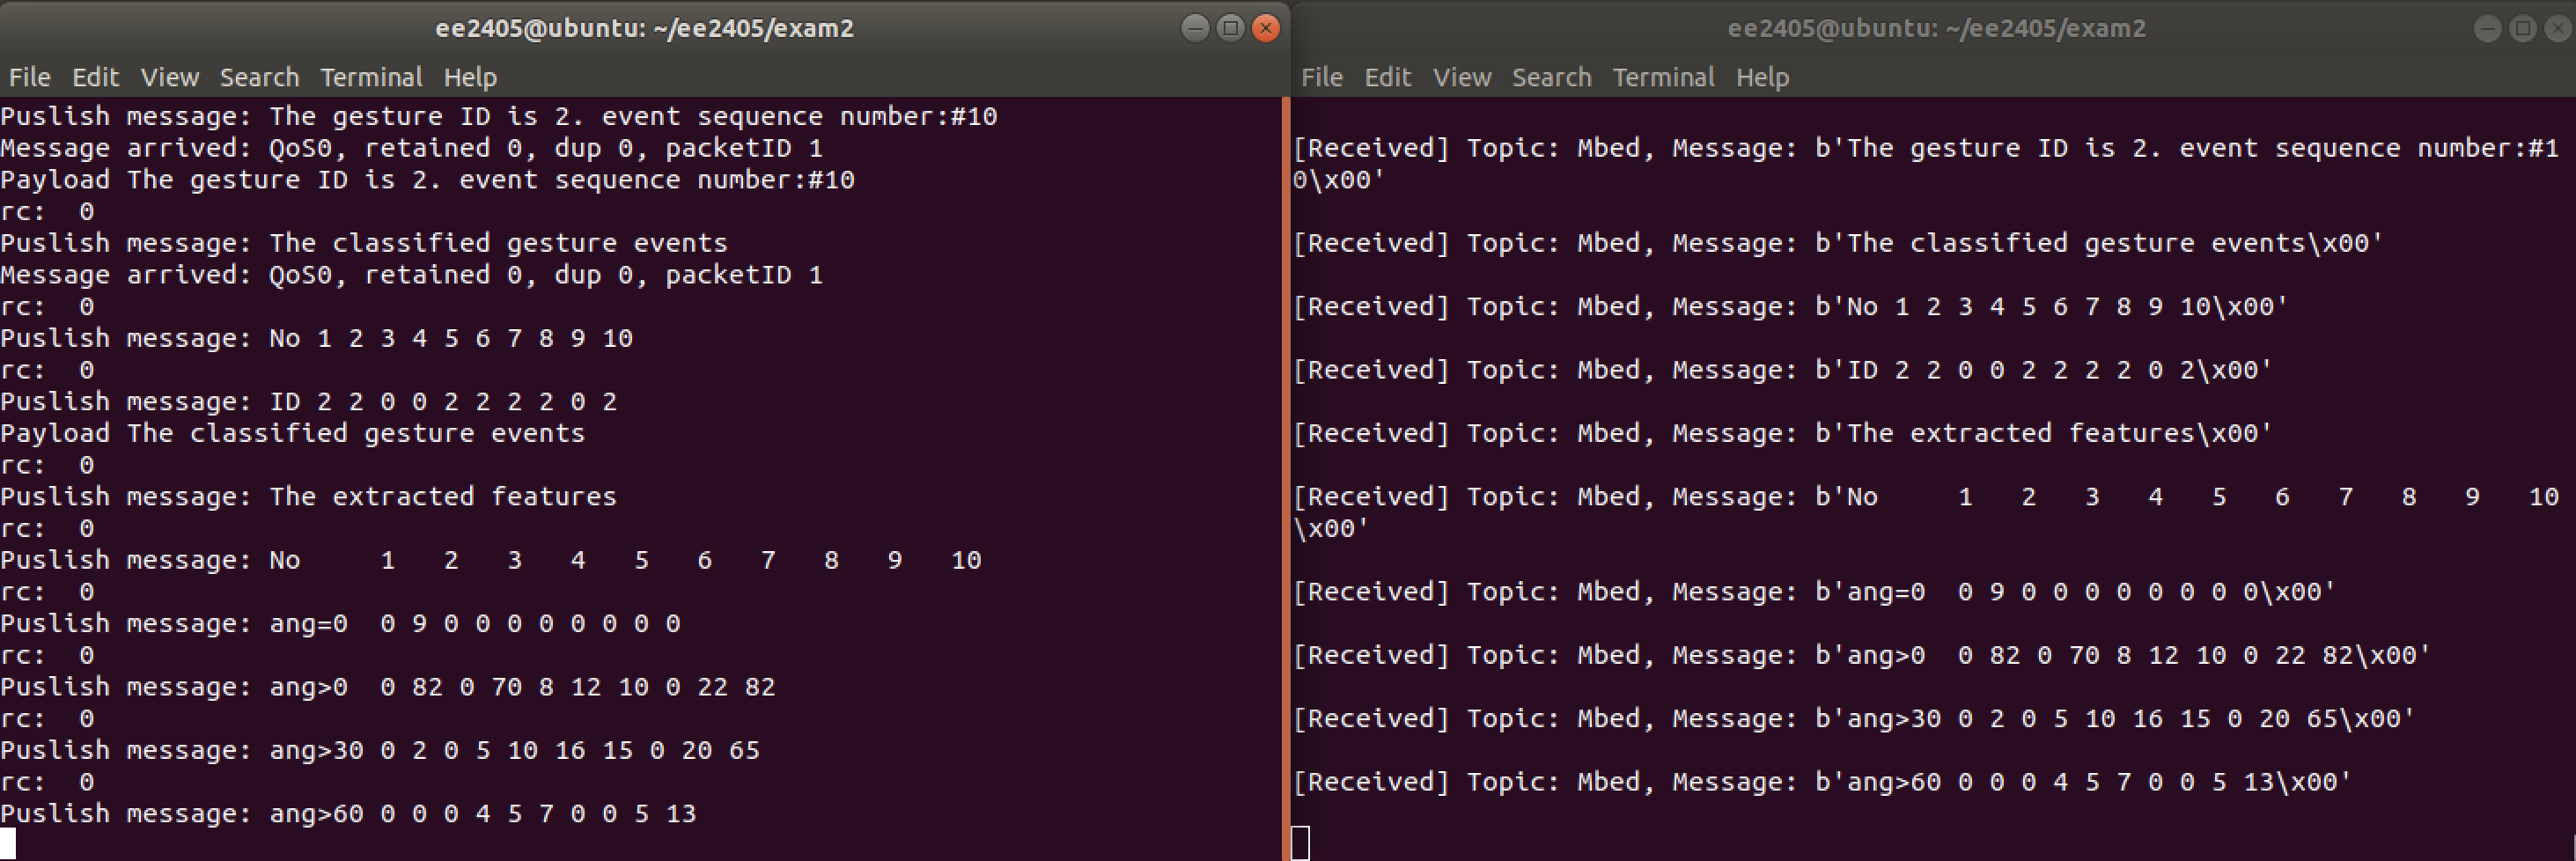 ee2405@ubuntu: ~/ee2405/exam2
File Edit View Search Terminal Help
Puslish message: The gesture ID is 2. event sequence number:#10
Message arrived: QoS0, retained 0, dup 0, packetID 1
Payload The gesture ID is 2. event sequence number:#10
rc:  0
Puslish message: The classified gesture events
Message arrived: QoS0, retained 0, dup 0, packetID 1
rc:  0
Puslish message: No 1 2 3 4 5 6 7 8 9 10
rc:  0
Puslish message: ID 2 2 0 0 2 2 2 2 0 2
Payload The classified gesture events
rc:  0
Puslish message: The extracted features
rc:  0
Puslish message: No     1   2   3   4   5   6   7   8   9   10
rc:  0
Puslish message: ang=0  0 9 0 0 0 0 0 0 0 0
rc:  0
Puslish message: ang>0  0 82 0 70 8 12 10 0 22 82
rc:  0
Puslish message: ang>30 0 2 0 5 10 16 15 0 20 65
rc:  0
Puslish message: ang>60 0 0 0 4 5 7 0 0 5 13
ee2405@ubuntu: ~/ee2405/exam2
File Edit View Search Terminal Help
[Received] Topic: Mbed, Message: b'The gesture ID is 2. event sequence number:#1
0\x00'
[Received] Topic: Mbed, Message: b'The classified gesture events\x00'
[Received] Topic: Mbed, Message: b'No 1 2 3 4 5 6 7 8 9 10\x00'
[Received] Topic: Mbed, Message: b'ID 2 2 0 0 2 2 2 2 0 2\x00'
[Received] Topic: Mbed, Message: b'The extracted features\x00'
[Received] Topic: Mbed, Message: b'No     1   2   3   4   5   6   7   8   9   10
\x00'
[Received] Topic: Mbed, Message: b'ang=0  0 9 0 0 0 0 0 0 0 0\x00'
[Received] Topic: Mbed, Message: b'ang>0  0 82 0 70 8 12 10 0 22 82\x00'
[Received] Topic: Mbed, Message: b'ang>30 0 2 0 5 10 16 15 0 20 65\x00'
[Received] Topic: Mbed, Message: b'ang>60 0 0 0 4 5 7 0 0 5 13\x00'